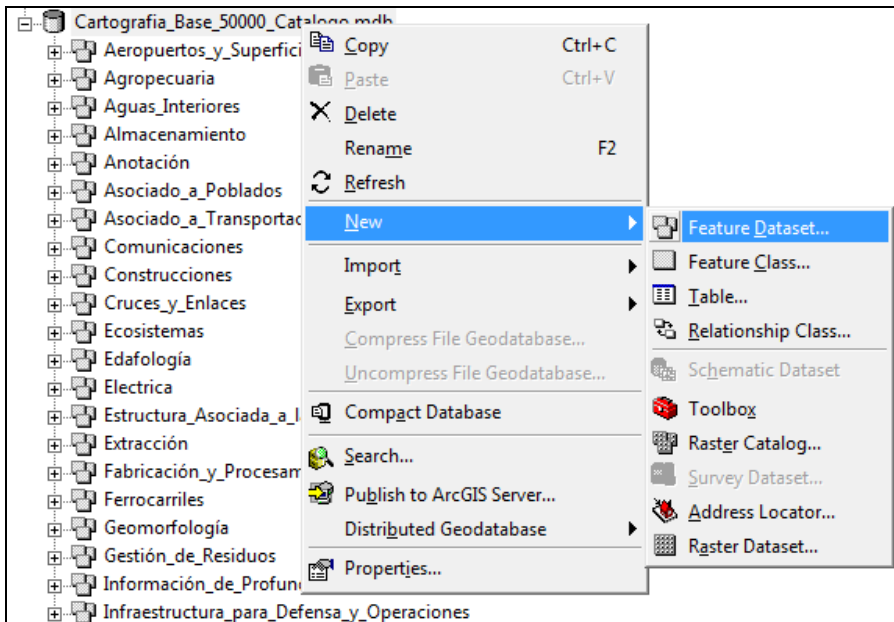 Cartografia_Base_50000_Catalogo.mdb
Aeropuertos_y_Superfici
Agropecuaria
Aguas_Interiores
Almacenamiento
Anotación
Asociado_a_Poblados
Asociado_a_Transportac
Comunicaciones
Construcciones
Cruces_y_Enlaces
Ecosistemas
Edafología
Electrica
Estructura_Asociada_a_l
Extracción
Fabricación_y_Procesam
Ferrocarriles
Geomorfología
Gestión_de_Residuos
Información_de_Profun
Infraestructura_para_Defensa_y_Operaciones
Copy Ctrl+C
Paste Ctrl+V
Delete
Rename F2
Refresh
New
Import
Export
Compress File Geodatabase...
Uncompress File Geodatabase...
Compact Database
Search...
Publish to ArcGIS Server...
Distributed Geodatabase
Properties...
Feature Dataset...
Feature Class...
Table...
Relationship Class...
Schematic Dataset
Toolbox
Raster Catalog...
Survey Dataset...
Address Locator...
Raster Dataset...